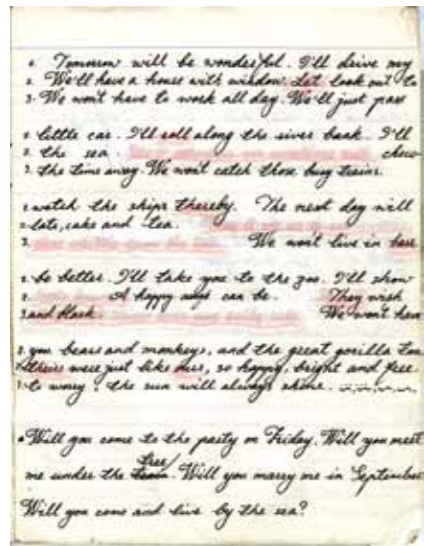 1. Tomorrow will be wonderful. I'll drive my
2. We'll have a house with window. Let look out to
3. We won't have to work all day. We'll just pass
1. little car. I'll roll along the river bank. I'll
2. the sea. choco
3. the time away. We won't catch those busy trains
1. watch the ships thereby. The next day will
2. late, cake and tea.
3. We won't live in
1. be better. I'll take you to the zoo. I'll show
2. A happy can be. They wish
3. and black. We won't have
1. you bears and monkeys, and the great gorilla too
2. theirs were just like ours, so happy, bright and free
3. to worry, the sun will always shine.
Will you come to the party on Friday. Will you meet
tree
me under the. Will you marry me in September
Will you come and live by the sea?